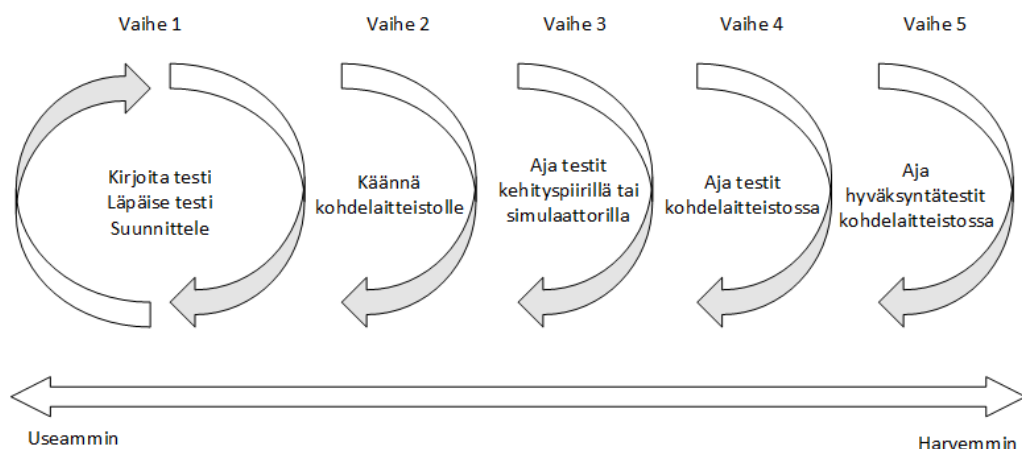 Vaihe 1
Vaihe 2
Vaihe 3
Vaihe 4
Vaihe 5
Kirjoita testi
Läpäise testi
Suunnittele
Käännä
kohdelaitteistolle
Aja testit
kehityspiirillä tai
simulaattorilla
Aja testit
kohdelaitteistossa
Aja
hyväksyntätestit
kohdelaitteistossa
Useammin
Harvemmin